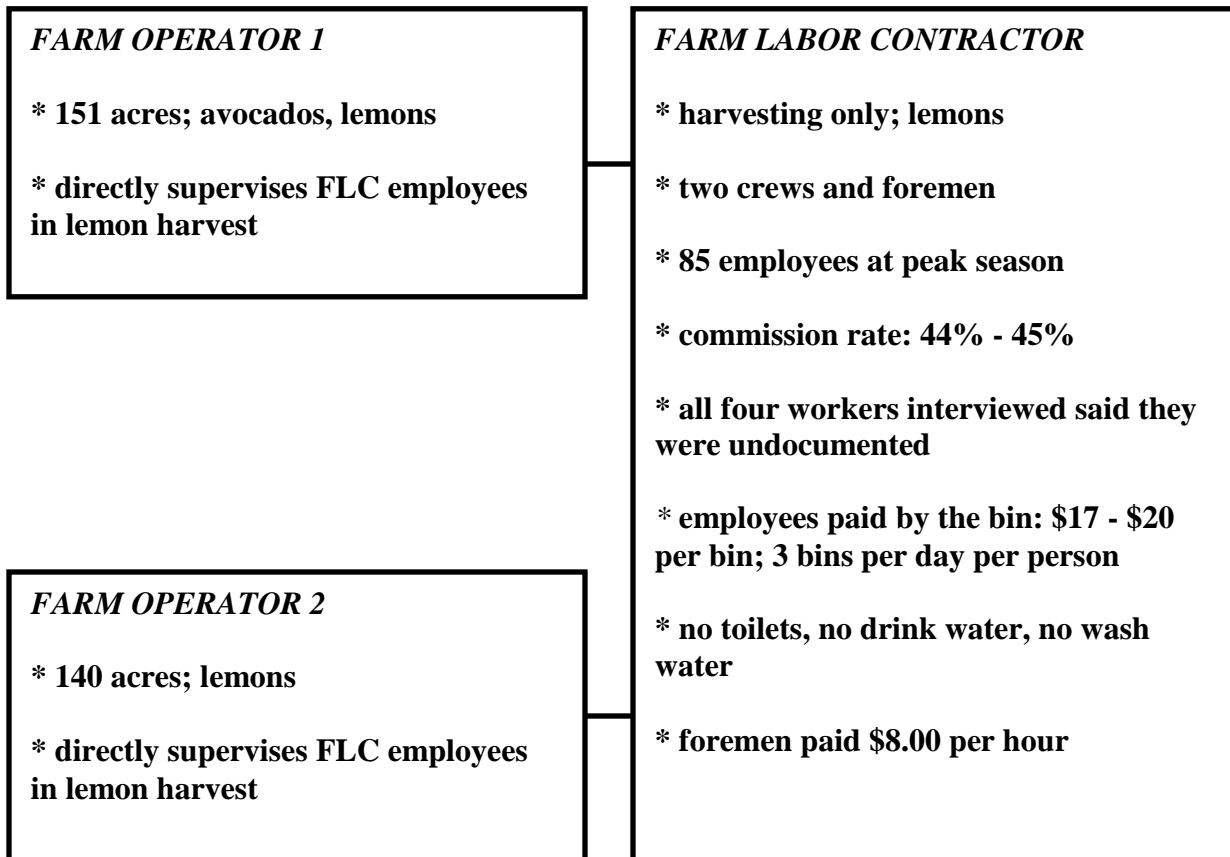 FARM OPERATOR 1
* 151 acres; avocados, lemons
* directly supervises FLC employees
in lemon harvest
FARM LABOR CONTRACTOR
* harvesting only; lemons
* two crews and foremen
* 85 employees at peak season
* commission rate: 44% - 45%
* all four workers interviewed said they
were undocumented
* employees paid by the bin: $17 - $20
per bin; 3 bins per day per person
* no toilets, no drink water, no wash
water
* foremen paid $8.00 per hour
FARM OPERATOR 2
* 140 acres; lemons
* directly supervises FLC employees
in lemon harvest